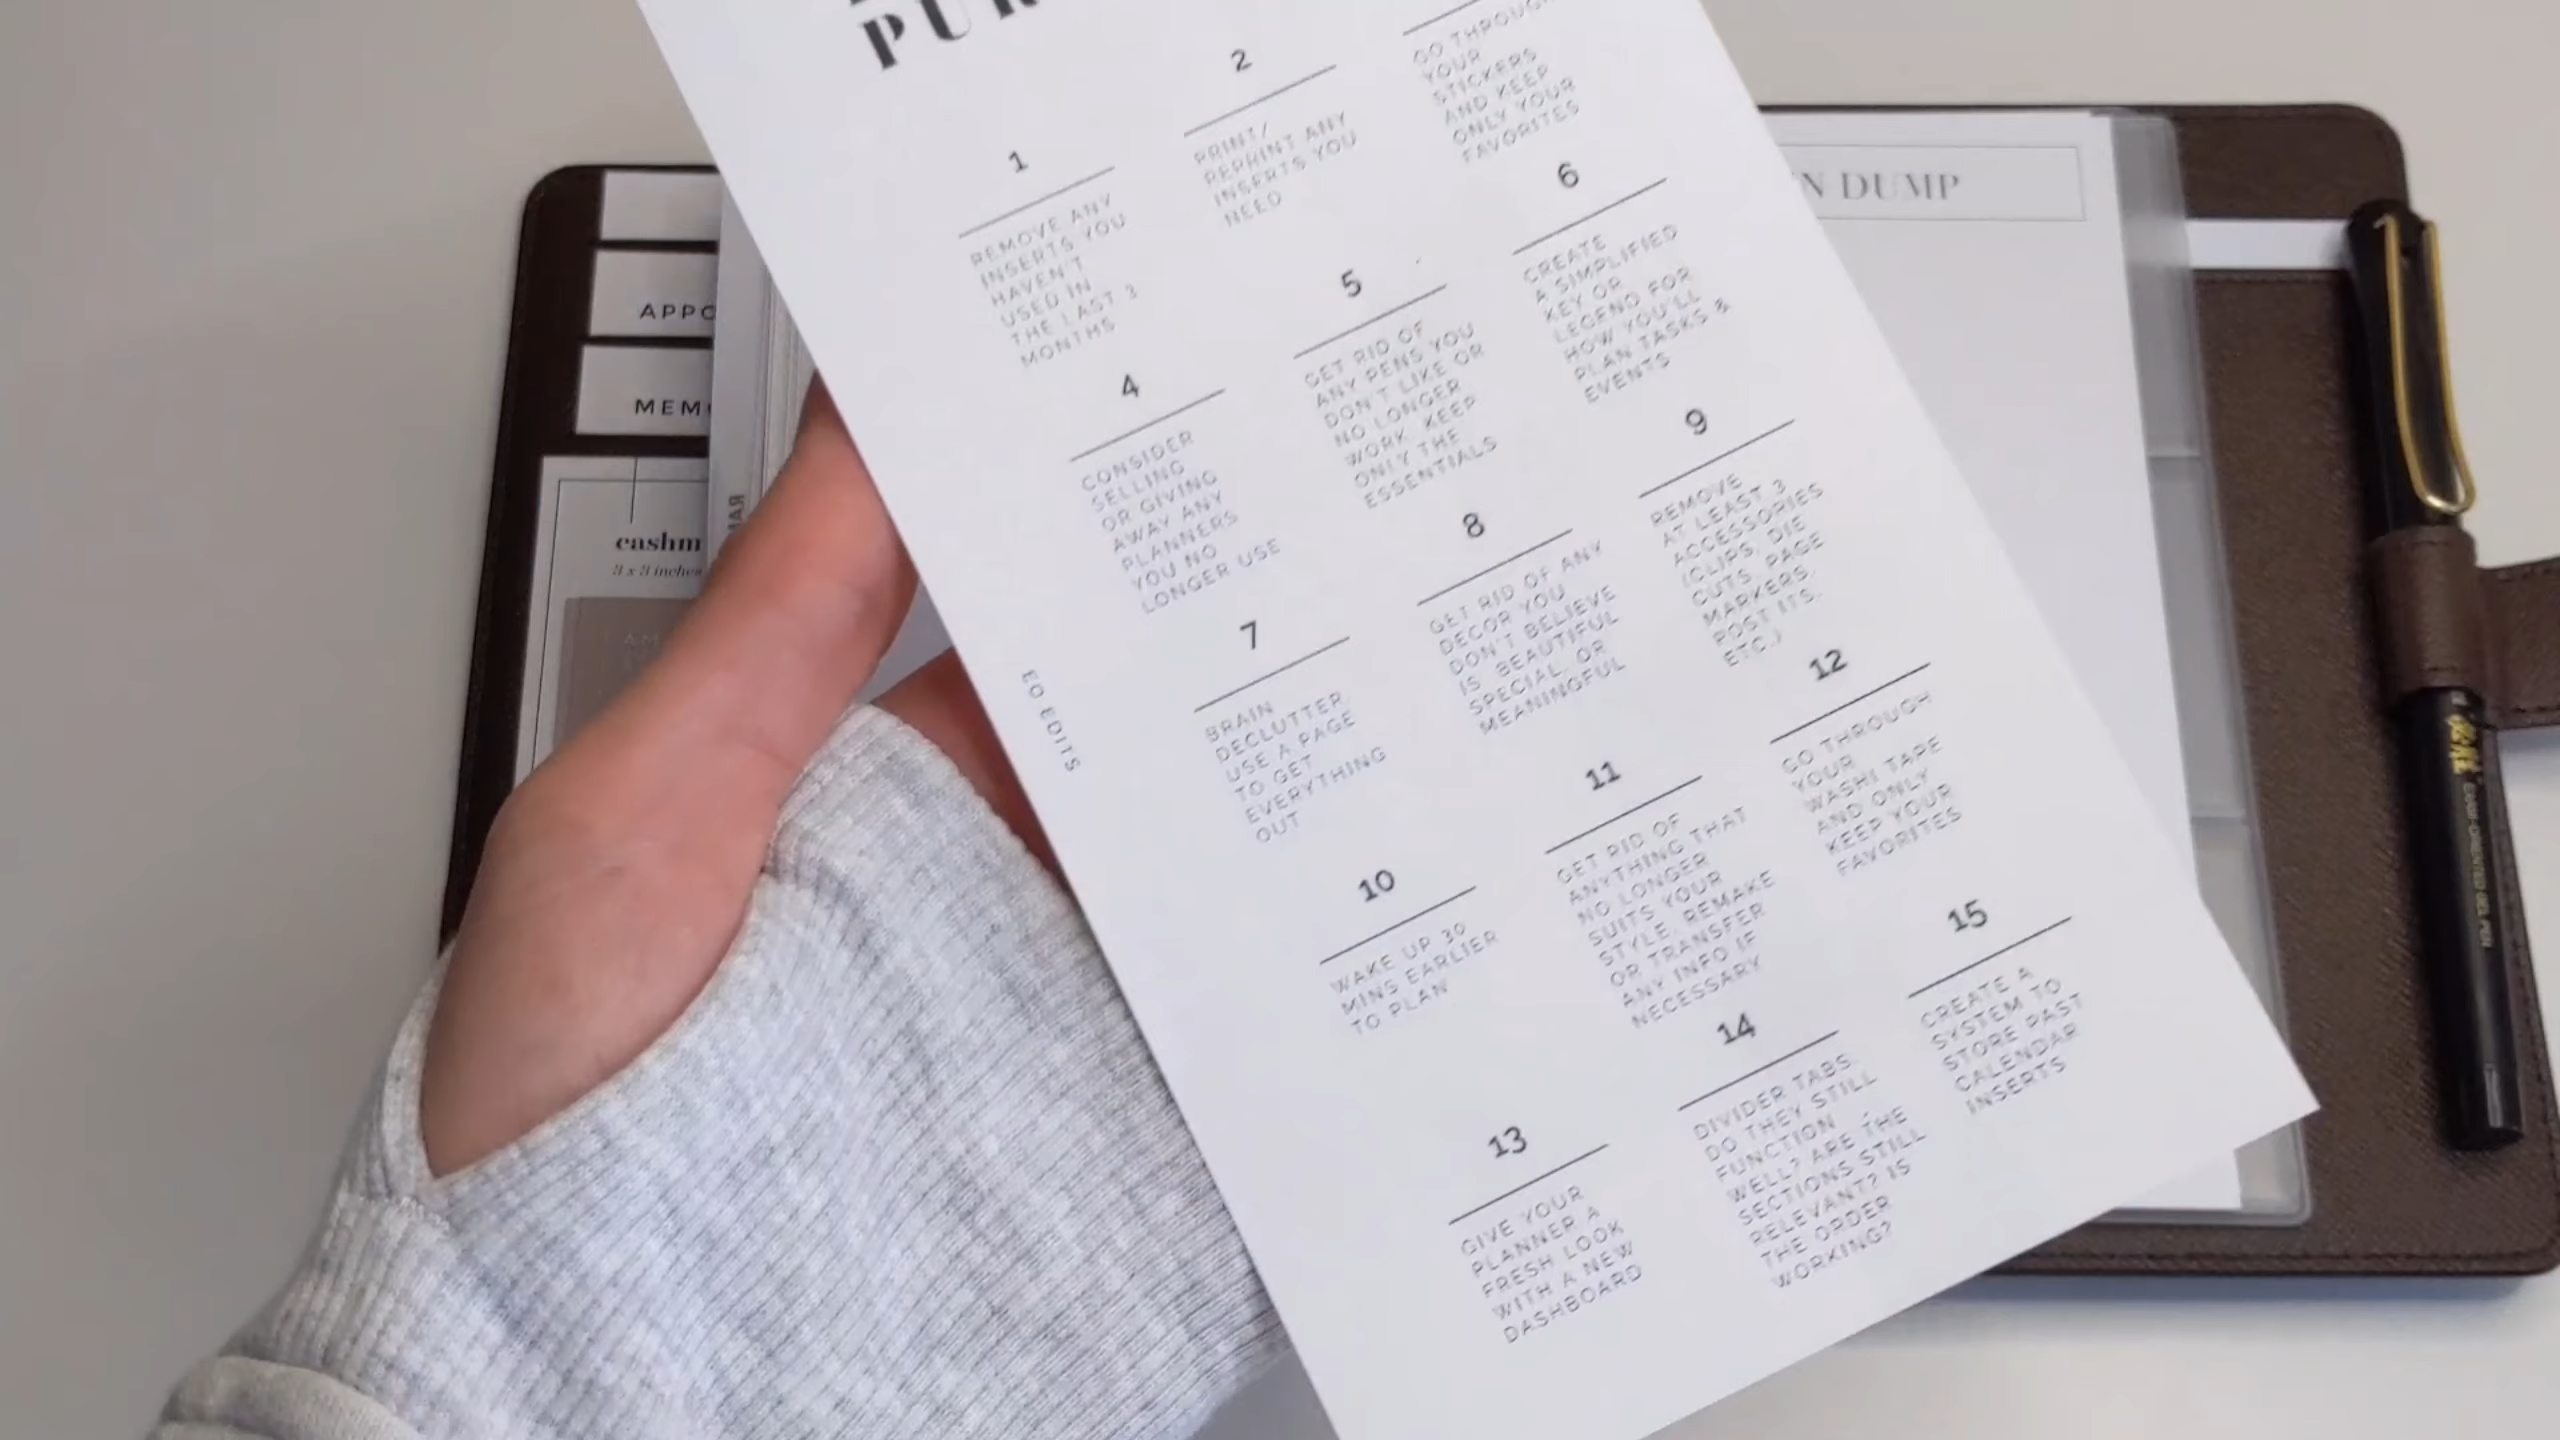 PUR
1
REMOVE ANY
INSERTS YOU
HAVEN'T
USED IN
THE LAST 3
MONTHS
2
PRINT/
REPRINT ANY
INSERTS YOU
NEED
GO THROUGH
YOUR
STICKERS
AND KEEP
ONLY YOUR
FAVORITES
4
CONSIDER
SELLING
OR GIVING
AWAY ANY
PLANNERS
YOU NO
LONGER USE
5
GET RID OF
ANY PENS YOU
DON'T LIKE OR
NO LONGER
WORK. KEEP
ONLY THE
ESSENTIALS
6
CREATE
A SIMPLIFIED
KEY OR
LEGEND FOR
HOW YOU'LL
PLAN TASKS &
EVENTS
7
BRAIN
DECLUTTER.
USE A PAGE
TO GET
EVERYTHING
OUT
8
GET RID OF ANY
DECOR YOU
DON'T BELIEVE
IS BEAUTIFUL
SPECIAL, OR
MEANINGFUL
9
REMOVE
AT LEAST 3
ACCESSORIES
(CLIPS, DIE
CUTS, PAGE
MARKERS,
POST ITS,
ETC.)
10
WAKE UP 30
MINS EARLIER
TO PLAN
11
GET RID OF
ANYTHING THAT
NO LONGER
SUITS YOUR
STYLE. REMAKE
OR TRANSFER
ANY INFO IF
NECESSARY
12
GO THROUGH
YOUR
WASHI TAPE
AND ONLY
KEEP YOUR
FAVORITES
13
GIVE YOUR
PLANNER A
FRESH LOOK
WITH A NEW
DASHBOARD
14
DIVIDER TABS.
DO THEY STILL
FUNCTION
WELL? ARE THE
SECTIONS STILL
RELEVANT? IS
THE ORDER
WORKING?
15
CREATE A
SYSTEM TO
STORE PAST
CALENDAR
INSERTS
EO EDITS
N DUMP
APPO
MEMO
cashm
3 x 3 inches